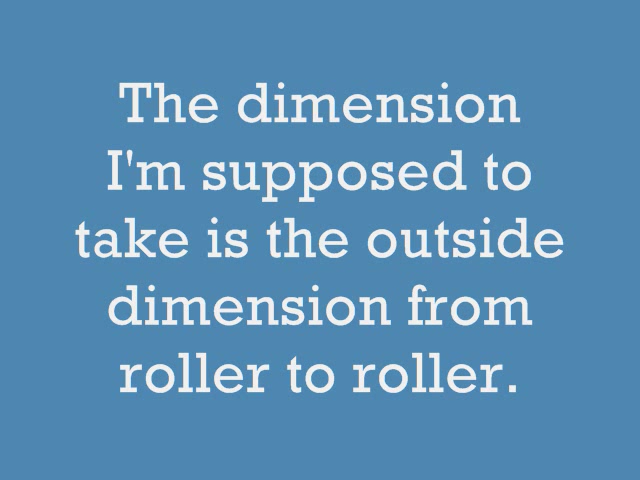 The dimension
I'm supposed to
take is the outside
dimension from
roller to roller.